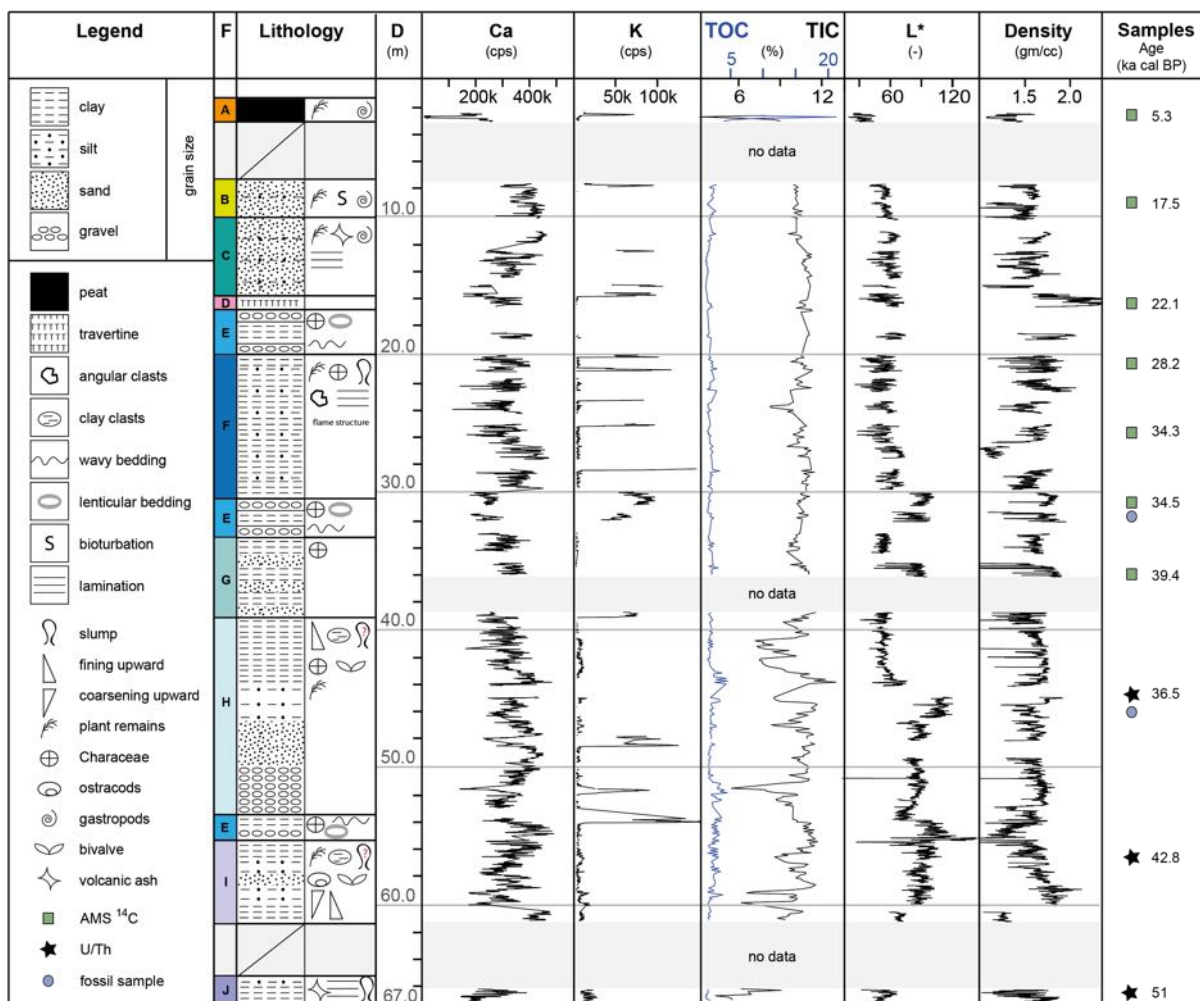 Legend
F
Lithology
D
(m)
Ca
(cps)
K
(cps)
TOC
(%)
TIC
L*
(-)
Density
(gm/cc)
Samples
Age
(ka cal BP)
5
20
200k 400k
50k 100k
6 12
60 120
1.5 2.0
clay
silt
sand
gravel
grain size
peat
travertine
angular clasts
clay clasts
wavy bedding
lenticular bedding
S bioturbation
lamination
slump
fining upward
coarsening upward
plant remains
Characeae
ostracods
gastropods
bivalve
volcanic ash
AMS 14C
U/Th
fossil sample
A
B
S
C
D
E
F
flame structure
E
G
H
?
E
I
?
J
10.0
20.0
30.0
40.0
50.0
60.0
67.0
no data
no data
no data
5.3
17.5
22.1
28.2
34.3
34.5
39.4
36.5
42.8
51